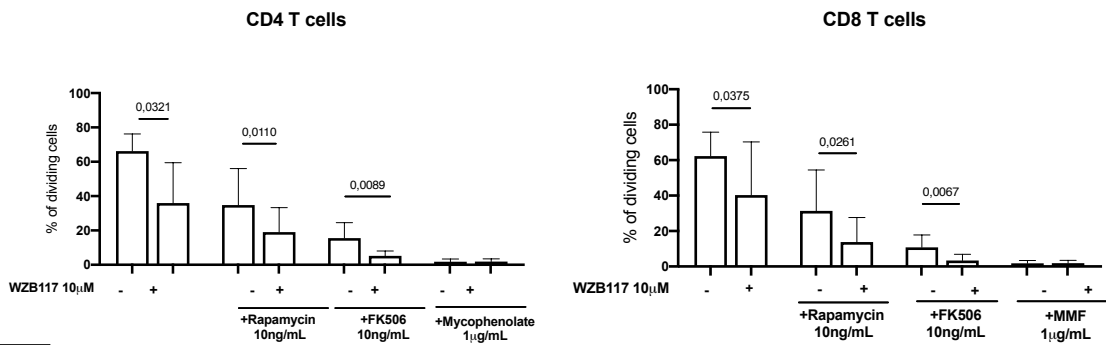 CD4 T cells
% of dividing cells
100
80
60
40
20
0
0,0321
0,0110
0,0089
WZB117 10μM - + - + - + - +
+Rapamycin +FK506 +Mycophenolate
10ng/mL 10ng/mL 1μg/mL
CD8 T cells
% of dividing cells
100
80
60
40
20
0
0,0375
0,0261
0,0067
WZB117 10μM - + - + - + - +
+Rapamycin +FK506 +MMF
10ng/mL 10ng/mL 1μg/mL